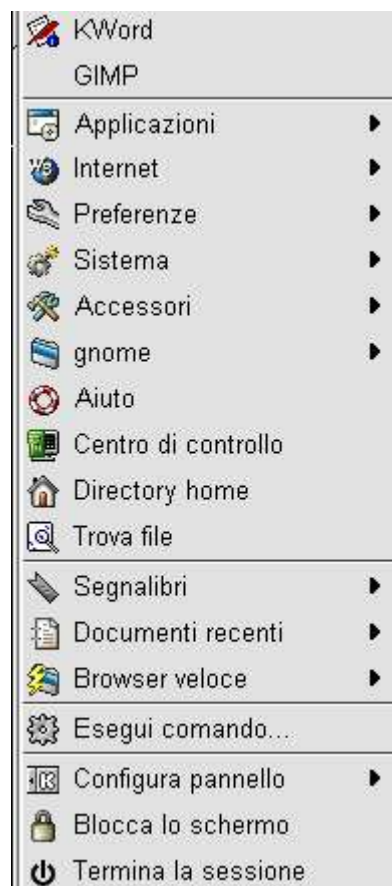 KWord
GIMP
Applicazioni
Internet
Preferenze
Sistema
Accessori
gnome
Aiuto
Centro di controllo
Directory home
Trova file
Segnalibri
Documenti recenti
Browser veloce
Esegui comando...
Configura pannello
Blocca lo schermo
Termina la sessione